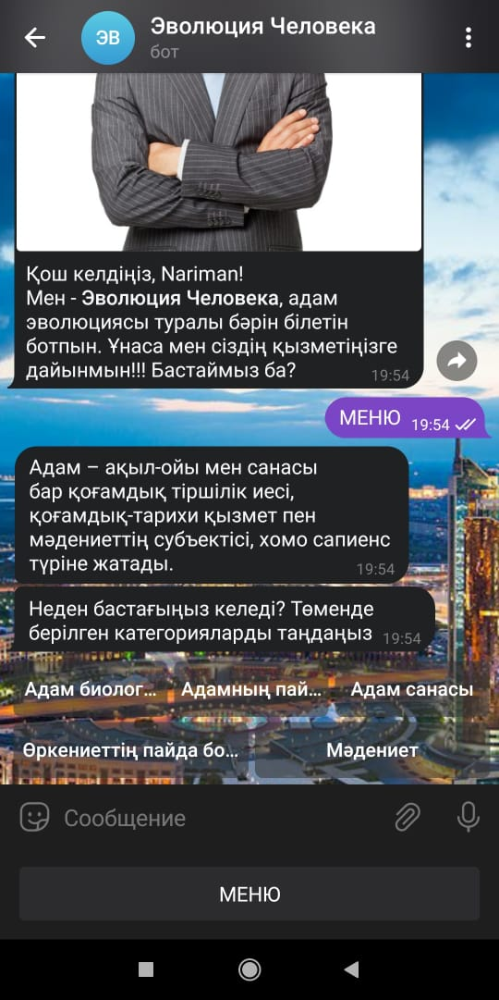 ЭВ
Эволюция Человека
бот
Қош келдіңіз, Nariman!
Мен - Эволюция Человека, адам
эволюциясы туралы бәрін білетін
ботпын. Ұнаса мен сіздің қызметіңізге
дайынмын!!! Бастаймыз ба?
19:54
МЕНЮ 19:54
Адам – ақыл-ойы мен санасы
бар қоғамдық тіршілік иесі,
қоғамдық-тарихи қызмет пен
мәдениеттің субъектісі, хомо сапиенс
түріне жатады.
19:54
Неден бастағыңыз келеді? Төменде
берілген категорияларды таңдаңыз 19:54
Адам биолог... Адамның пай... Адам санасы
Өркениеттің пайда бо... Мәдениет
Сообщение
МЕНЮ